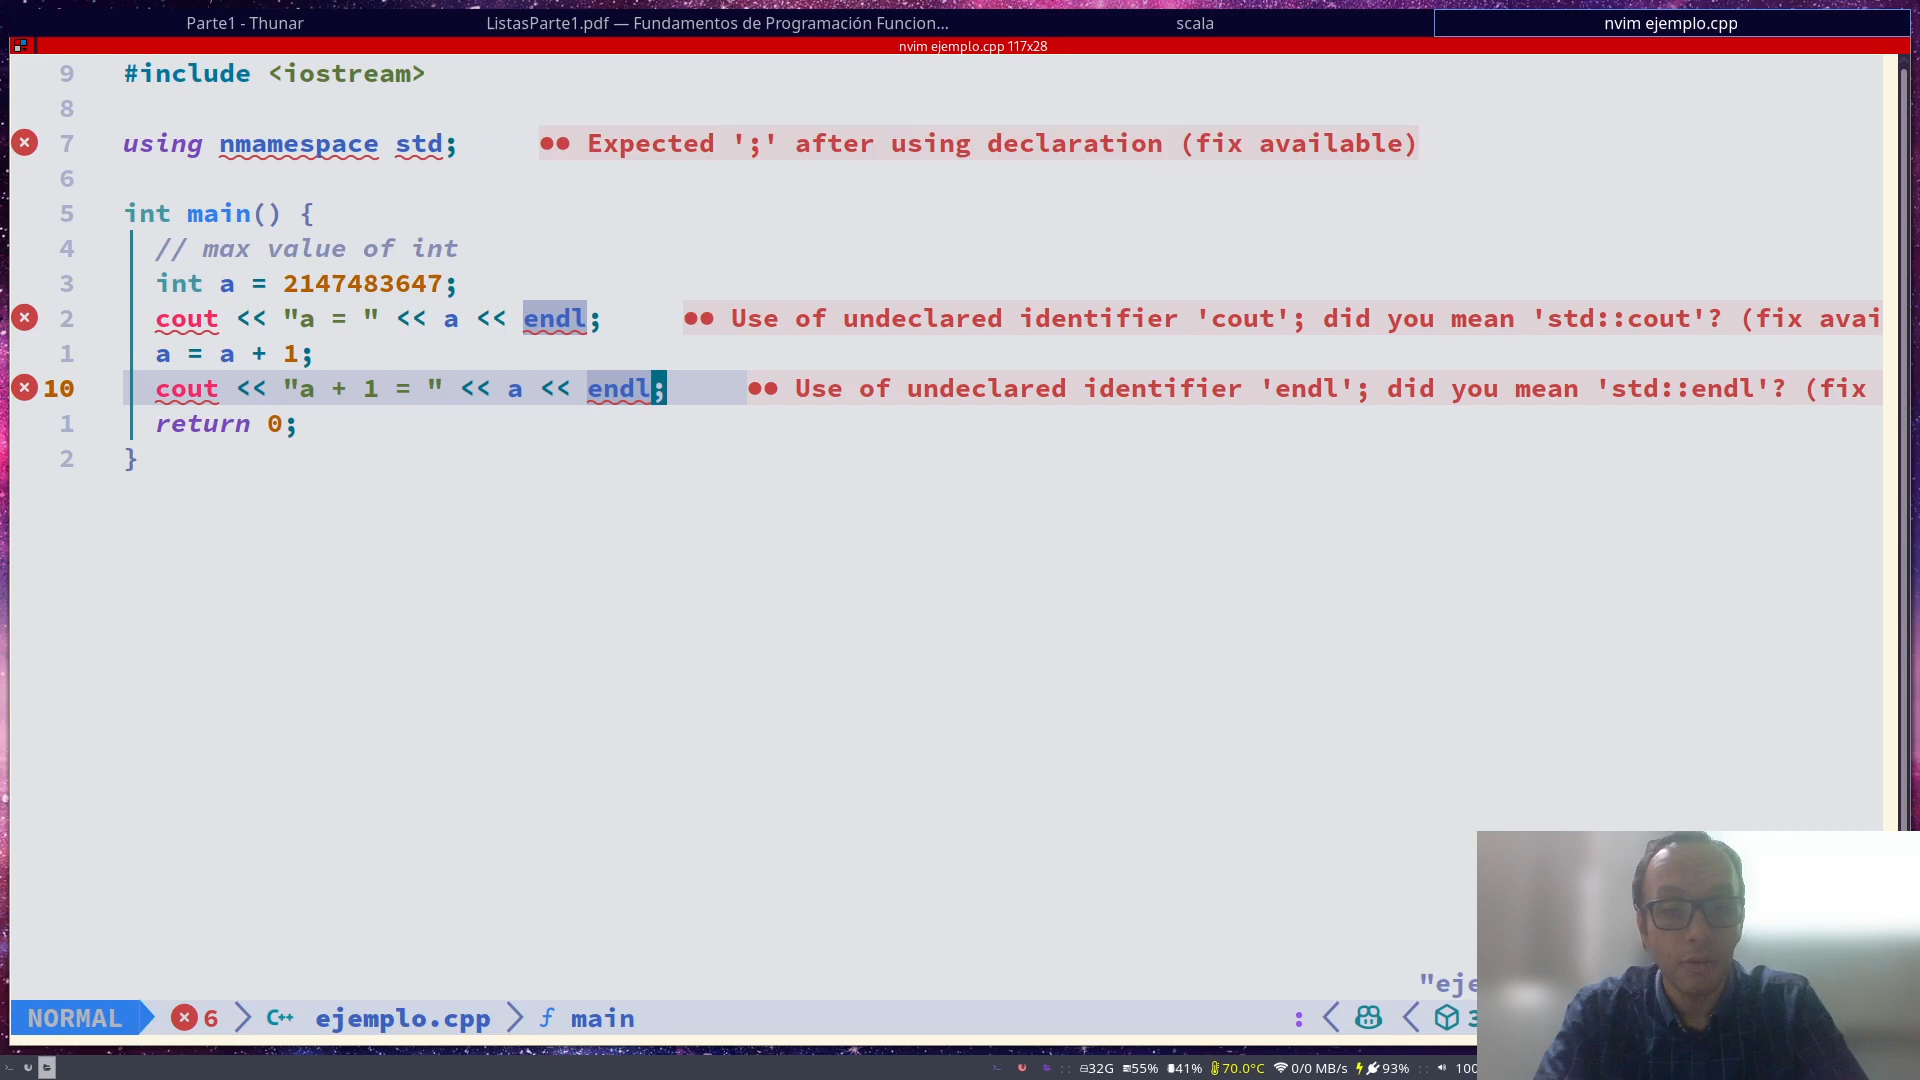 Parte1 - Thunar
ListasParte1.pdf — Fundamentos de Programación Funcion...
scala
nvim ejemplo.cpp
nvim ejemplo.cpp 117x28
9 #include <iostream>
8
7 using nmamespace std; Expected ';' after using declaration (fix available)
6
5 int main() {
4 // max value of int
3 int a = 2147483647;
2 cout << "a = " << a << endl; Use of undeclared identifier 'cout'; did you mean 'std::cout'? (fix avai
1 a = a + 1;
10 cout << "a + 1 = " << a << endl; Use of undeclared identifier 'endl'; did you mean 'std::endl'? (fix
1 return 0;
2 }
"eje
NORMAL 6 C++ ejemplo.cpp main : 3
32G 55% 41% 70.0°C 0/0 MB/s 93% 100